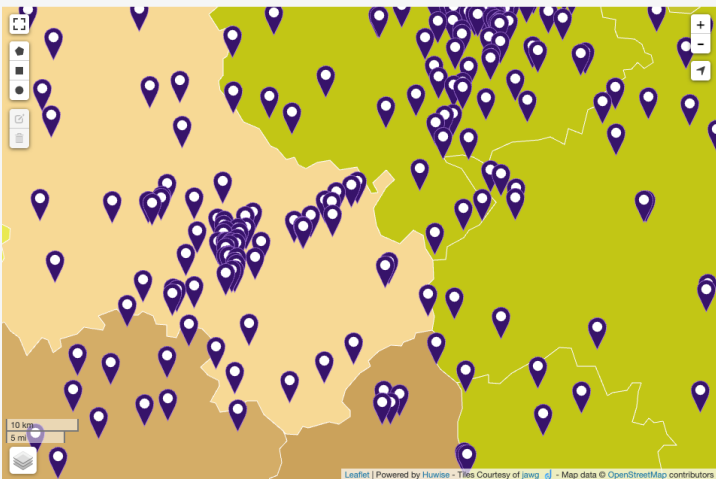 +
−
10 km
5 mi
Leaflet | Powered by Huwise - Tiles Courtesy of jawg - Map data © OpenStreetMap contributors